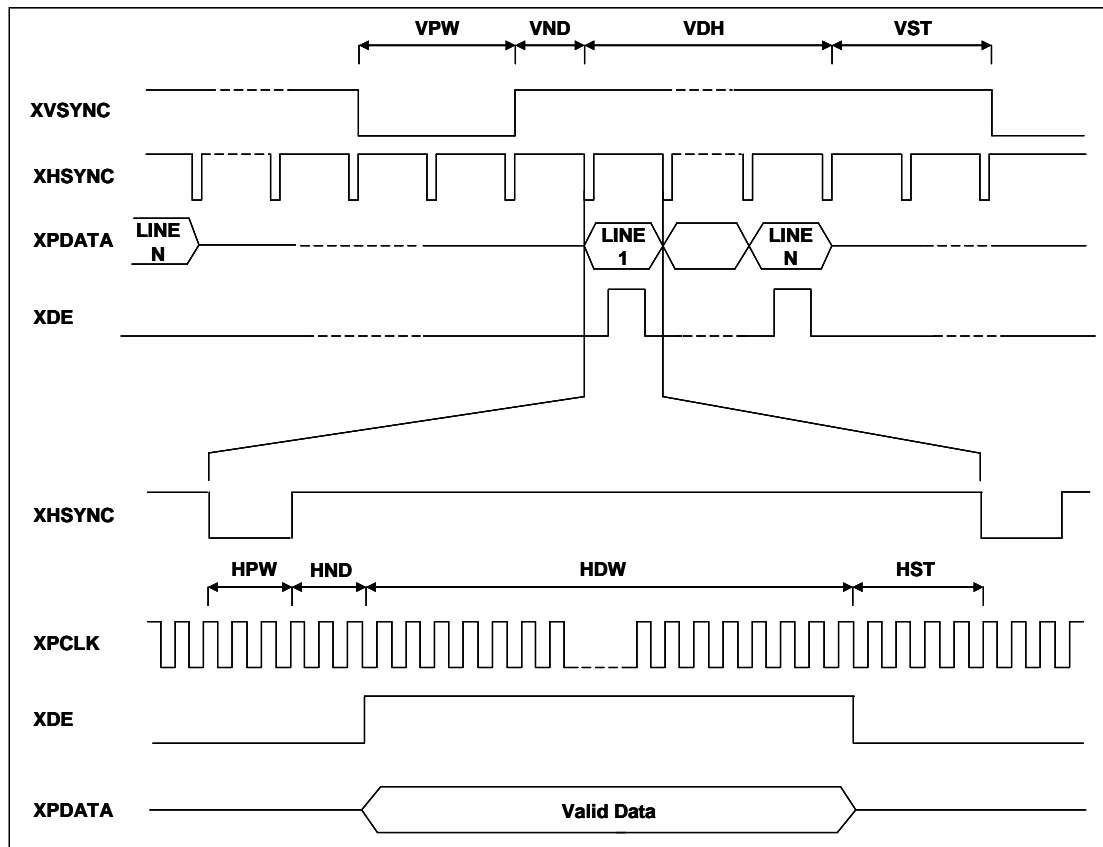 VPW VND VDH VST
XVSYNC
XHSYNC
XPDATA LINE N LINE 1 LINE N
XDE
XHSYNC
HPW HND HDW HST
XPCLK
XDE
XPDATA Valid Data